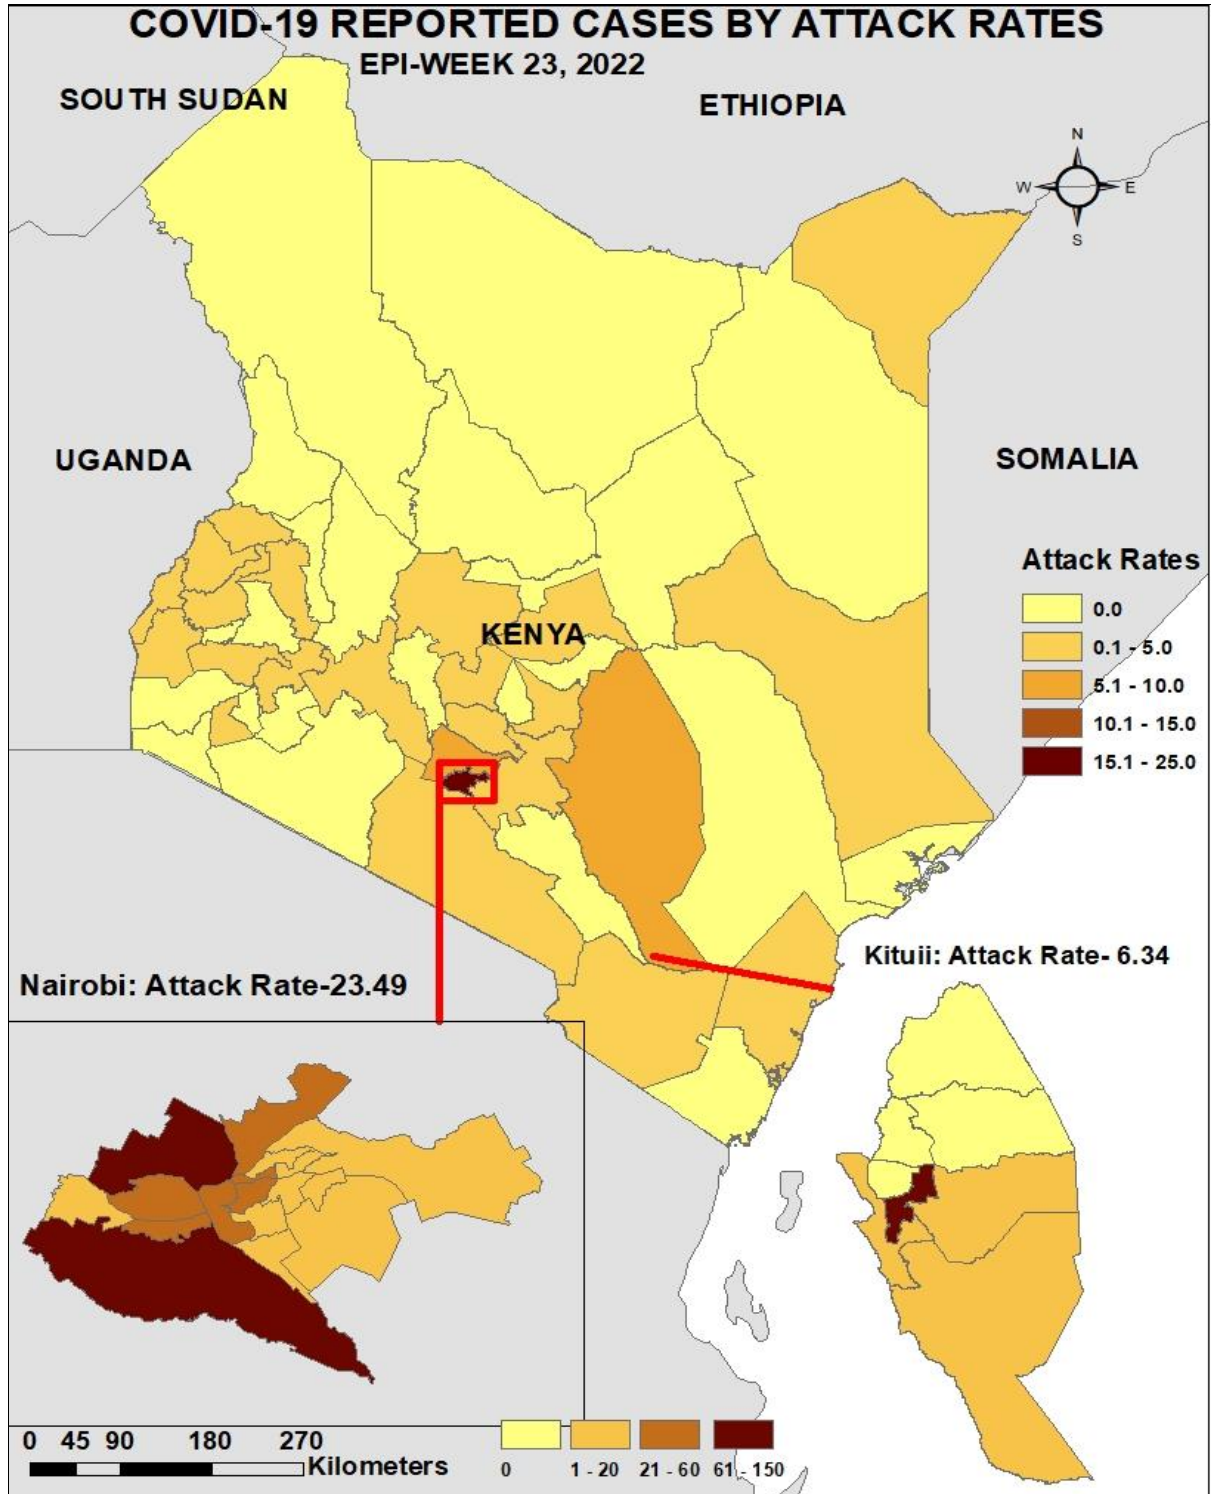 COVID-19 REPORTED CASES BY ATTACK RATES
EPI-WEEK 23, 2022
SOUTH SUDAN
ETHIOPIA
N
W
E
S
UGANDA
SOMALIA
KENYA
Attack Rates
0.0
0.1 - 5.0
5.1 - 10.0
10.1 - 15.0
15.1 - 25.0
Nairobi: Attack Rate-23.49
Kituii: Attack Rate- 6.34
0 45 90 180 270
Kilometers
0 1 - 20 21 - 60 61 - 150